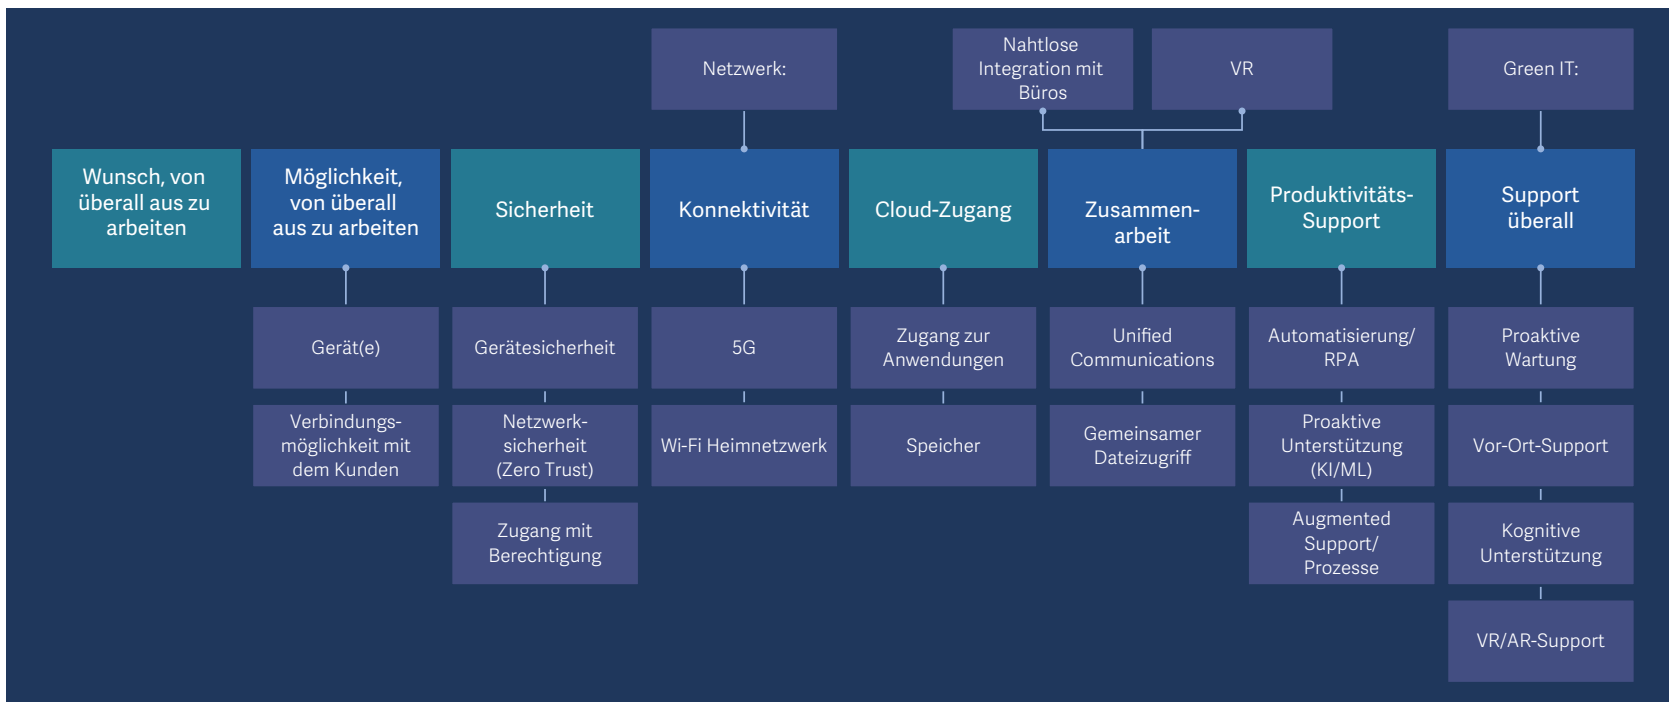 Netzwerk:
Nahtlose
Integration mit
Büros
VR
Green IT:
Wunsch, von
überall aus zu
arbeiten
Möglichkeit,
von überall
aus zu arbeiten
Sicherheit
Konnektivität
Cloud-Zugang
Zusammen-
arbeit
Produktivitäts-
Support
Support
überall
Gerät(e)
Verbindungs-
möglichkeit mit
dem Kunden
Gerätesicherheit
Netzwerk-
sicherheit
(Zero Trust)
Zugang mit
Berechtigung
5G
Wi-Fi Heimnetzwerk
Zugang zur
Anwendungen
Speicher
Unified
Communications
Gemeinsamer
Dateizugriff
Automatisierung/
RPA
Proaktive
Unterstützung
(KI/ML)
Augmented
Support/
Prozesse
Proaktive
Wartung
Vor-Ort-Support
Kognitive
Unterstützung
VR/AR-Support